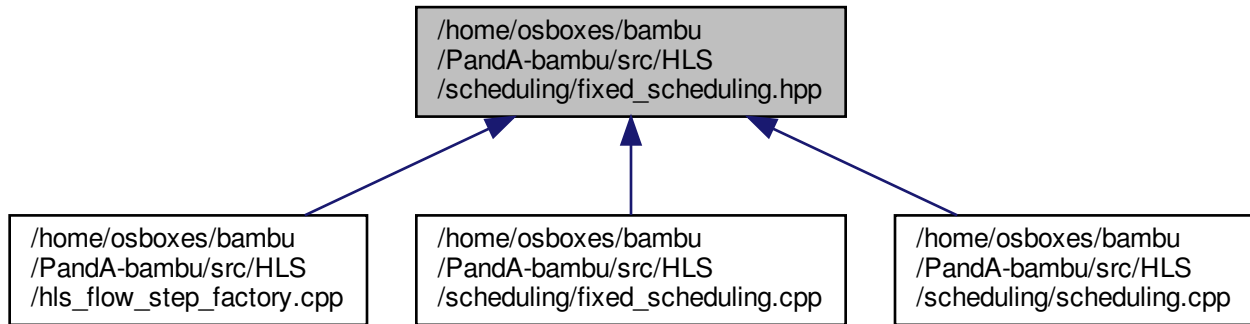 /home/osboxes/bambu
/PandA-bambu/src/HLS
/scheduling/fixed_scheduling.hpp
/home/osboxes/bambu
/PandA-bambu/src/HLS
/hls_flow_step_factory.cpp
/home/osboxes/bambu
/PandA-bambu/src/HLS
/scheduling/fixed_scheduling.cpp
/home/osboxes/bambu
/PandA-bambu/src/HLS
/scheduling/scheduling.cpp